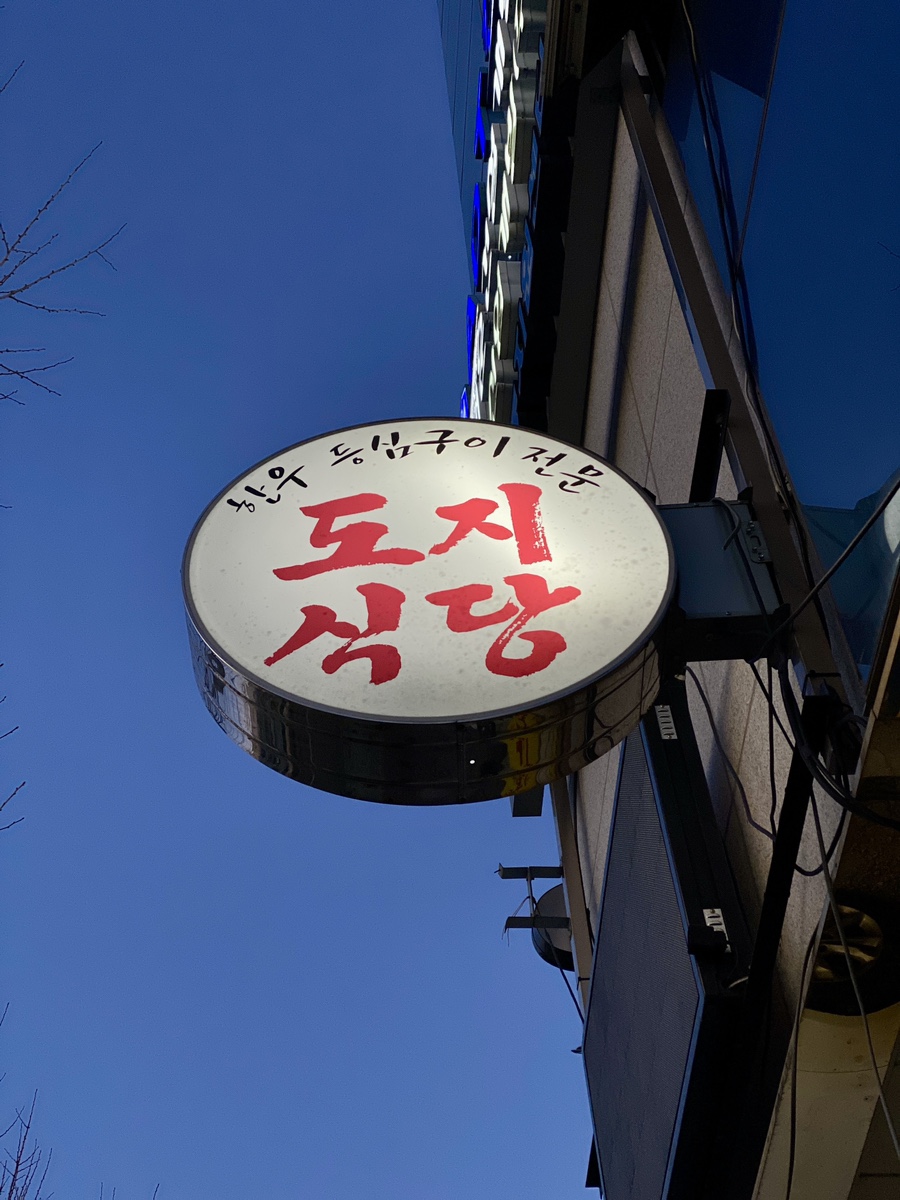 한우 등심구이 전문
도지
식당